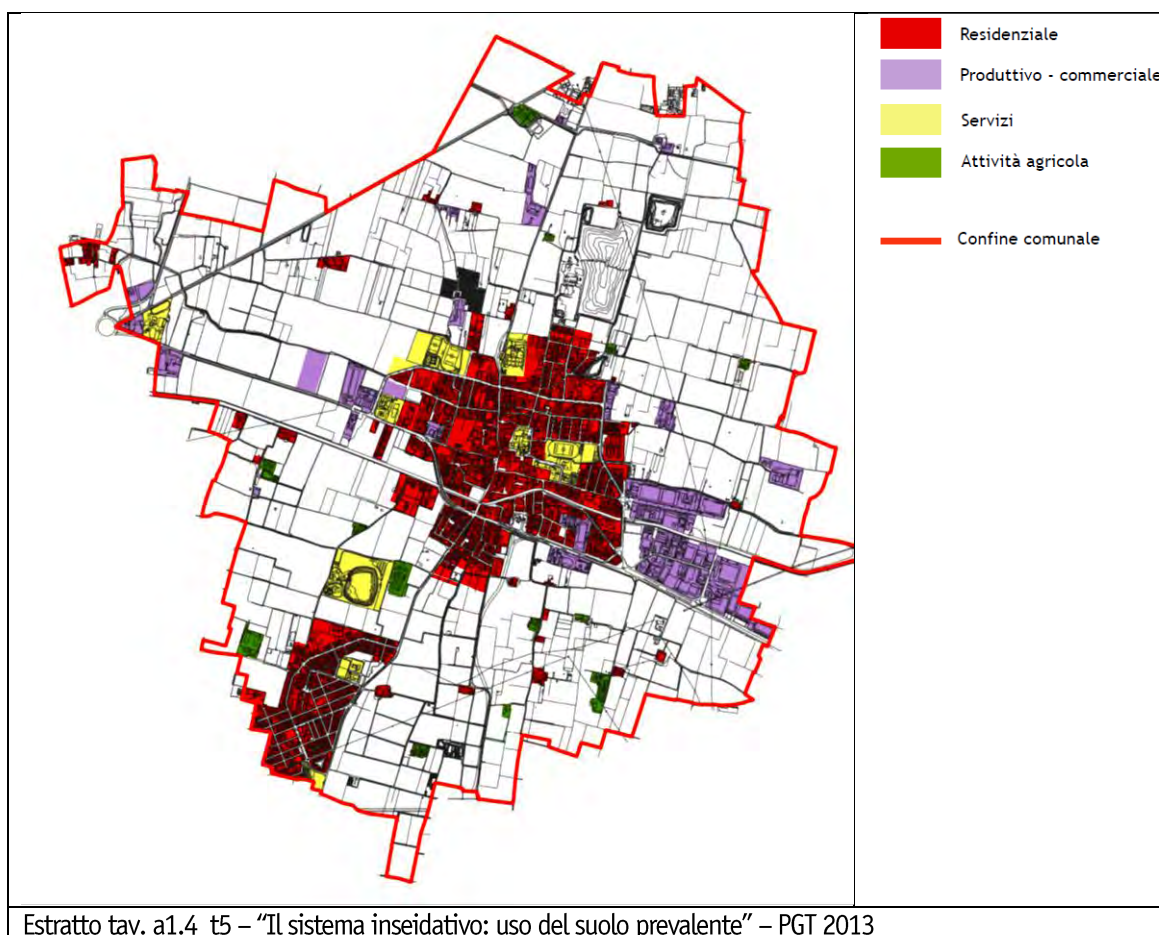 Residenziale
Produttivo - commerciale
Servizi
Attività agricola
Confine comunale
Estratto tav. a1.4 t5 – "Il sistema inseidativo: uso del suolo prevalente" – PGT 2013